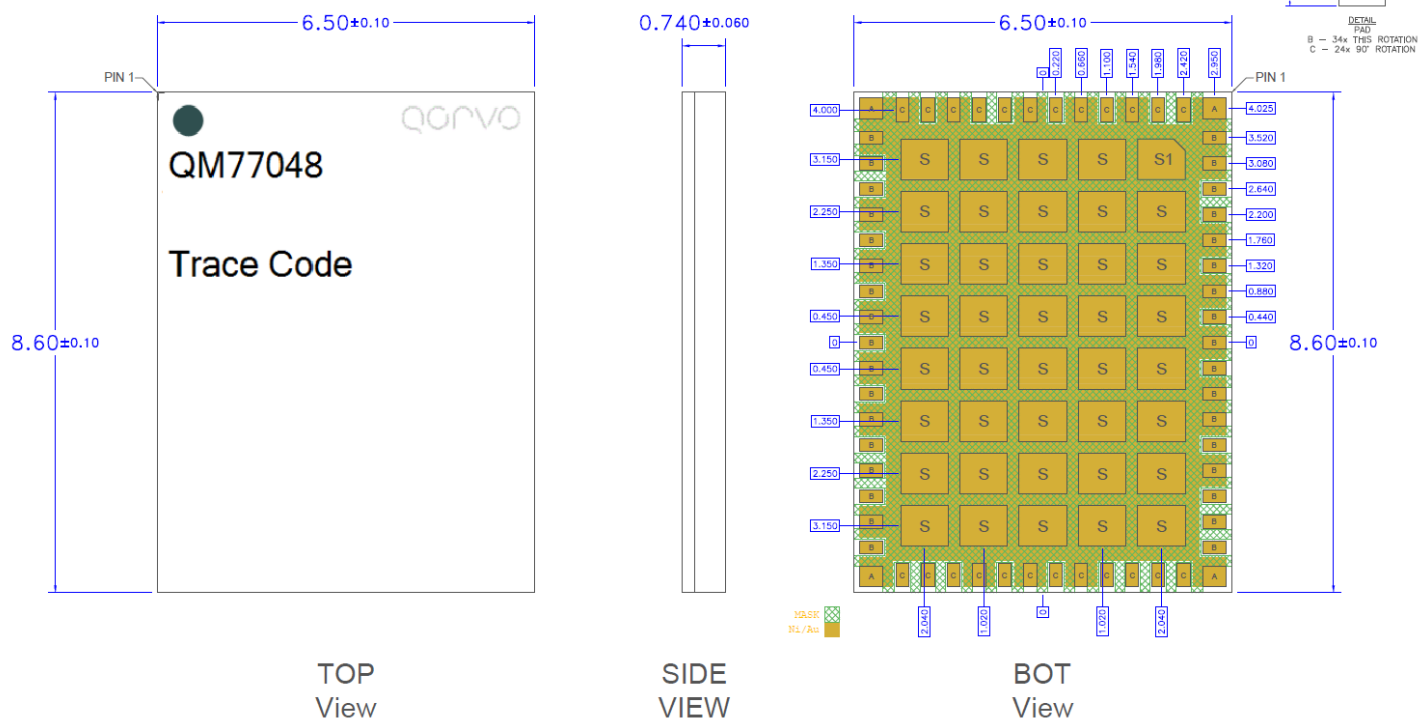 6.50±0.10
0.740±0.060
6.50±0.10
DETAIL
PAD
B – 34x THIS ROTATION
C – 24x 90° ROTATION
PIN 1
0 0.220 0.660 1.100 1.540 1.980 2.420 2.950
PIN 1
QORVO
QM77048
Trace Code
8.60±0.10
4.000 A C C C C C C C C C C C C A 4.025
B B 3.520
B B 3.080
3.150 S S S S S1
B B 2.640
2.250 B S S S S S B 2.200
B B 1.760
1.350 B S S S S S B 1.320
B B 0.880
0.450 S S S S S B 0.440
0 B B 0
8.60±0.10
0.450 B S S S S S B
B B
1.350 B S S S S S B
B B
2.250 B S S S S S B
B B
3.150 B S S S S S B
B B
A C C C C C C C C C C C C A
2.040 1.020 0 1.020 2.040
MASK
Ni/Au
TOP
View
SIDE
VIEW
BOT
View